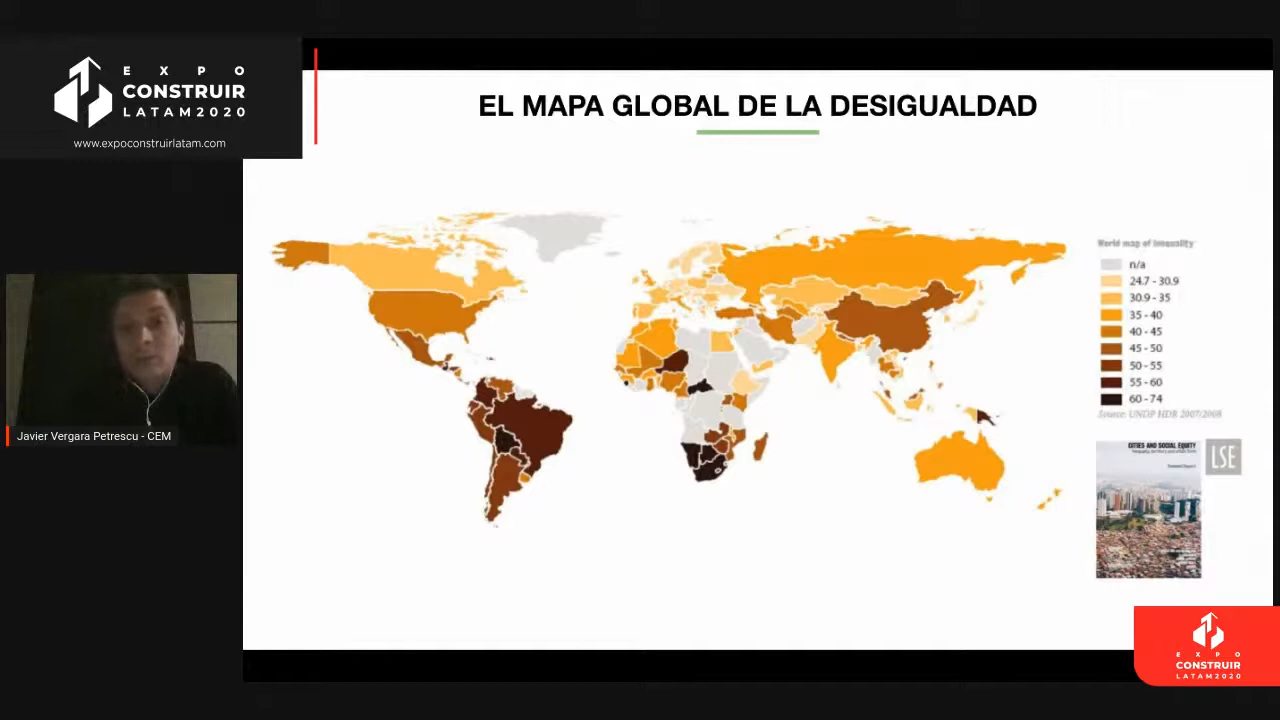 E X P O
CONSTRUIR
LATAM2020
www.expoconstruirlatam.com
EL MAPA GLOBAL DE LA DESIGUALDAD
World map of Inequality
n/a
24.7 - 30.9
30.9 - 35
35 - 40
40 - 45
45 - 50
50 - 55
55 - 60
60 - 74
Source: UNDP HDR 2007/2008
CITIES AND SOCIAL EQUITY
LSE
Javier Vergara Petrescu - CEM
E X P O
CONSTRUIR
LATAM2020